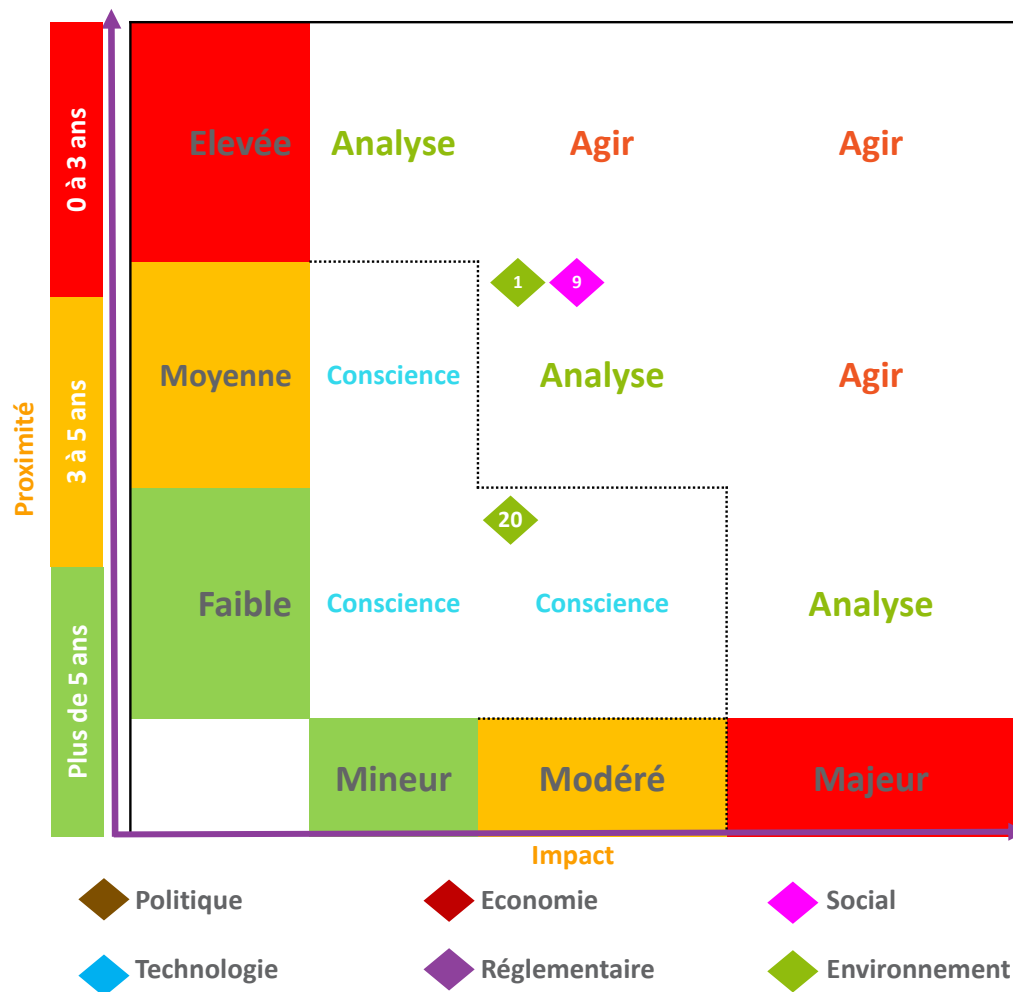 0 à 3 ans
Elevée
Analyse
Agir
Agir
1
9
Proximité
3 à 5 ans
Moyenne
Conscience
Analyse
Agir
20
Plus de 5 ans
Faible
Conscience
Conscience
Analyse
Mineur
Modéré
Majeur
Impact
Politique
Economie
Social
Technologie
Réglementaire
Environnement